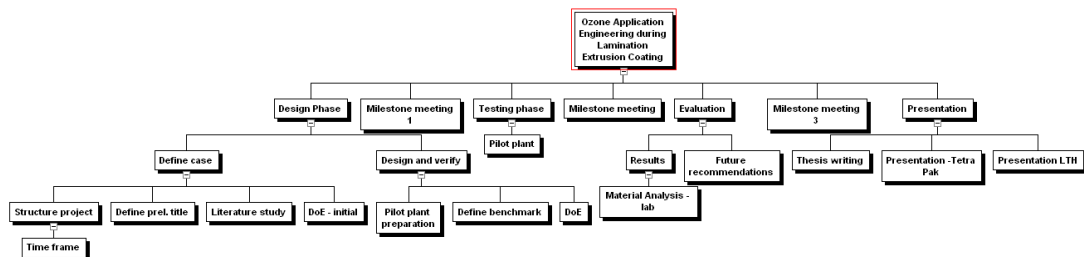 Ozone Application
Engineering during
Lamination
Extrusion Coating
Design Phase
Milestone meeting
1
Testing phase
Milestone meeting
Evaluation
Milestone meeting
3
Presentation
Pilot plant
Define case
Design and verify
Results
Future
recommendations
Thesis writing
Presentation -Tetra
Pak
Presentation LTH
Structure project
Define prel. title
Literature study
DoE - initial
Pilot plant
preparation
Define benchmark
DoE
Material Analysis -
lab
Time frame